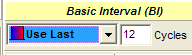 Basic Interval (BI)
Use Last 12 Cycles